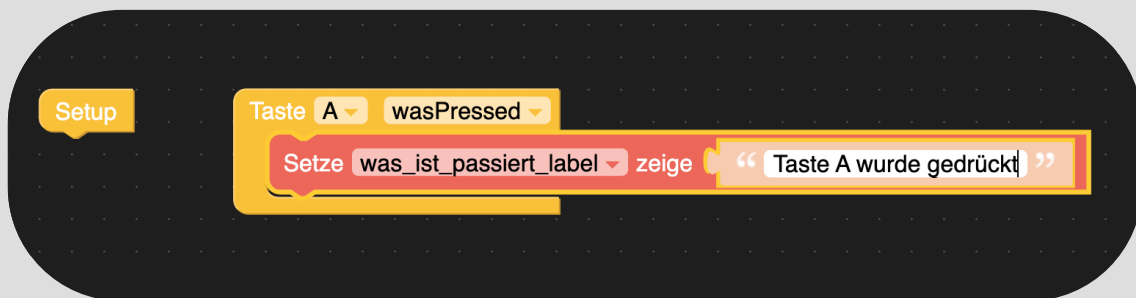 Setup
Taste A wasPressed
Setze was_ist_passiert_label zeige “ Taste A wurde gedrückt ”